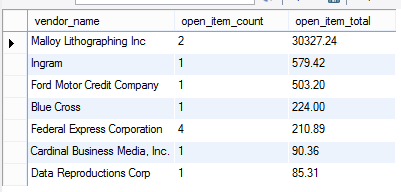 vendor_name open_item_count open_item_total
Malloy Lithographing Inc 2 30327.24
Ingram 1 579.42
Ford Motor Credit Company 1 503.20
Blue Cross 1 224.00
Federal Express Corporation 4 210.89
Cardinal Business Media, Inc. 1 90.36
Data Reproductions Corp 1 85.31